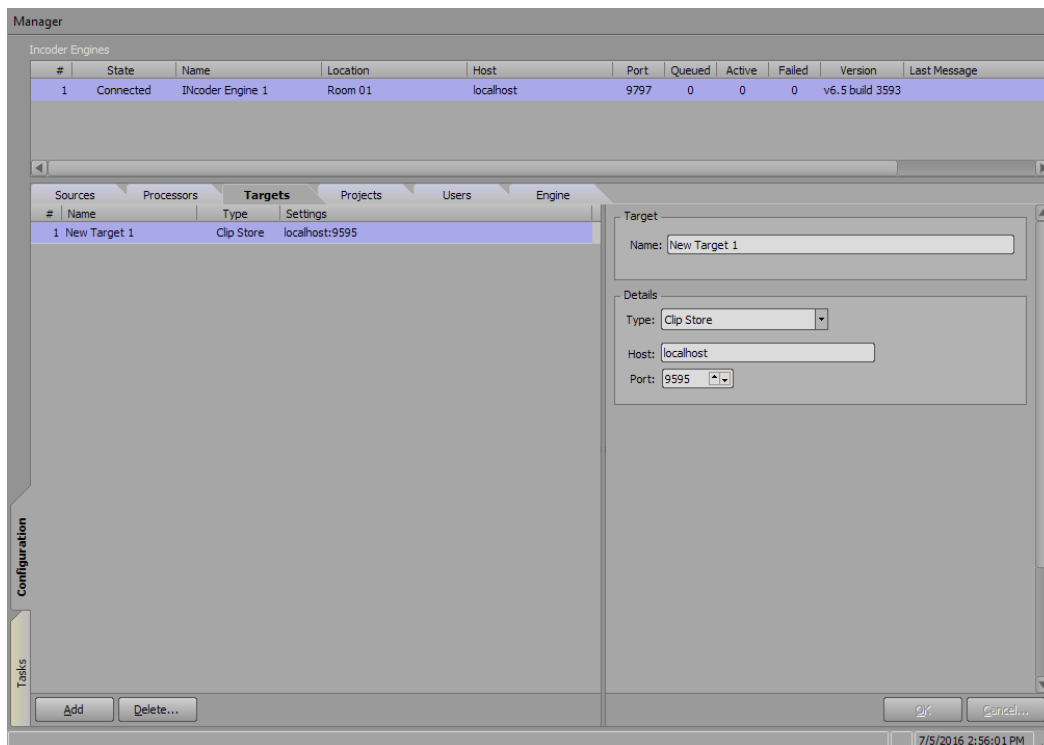 Manager
Incoder Engines
# State Name Location Host Port Queued Active Failed Version Last Message
1 Connected INcoder Engine 1 Room 01 localhost 9797 0 0 0 v6.5 build 3593
Sources Processors Targets Projects Users Engine
# Name Type Settings
1 New Target 1 Clip Store localhost:9595
Target
Name: New Target 1
Details
Type: Clip Store
Host: localhost
Port: 9595
Configuration
Tasks
Add Delete...
OK Cancel...
7/5/2016 2:56:01 PM